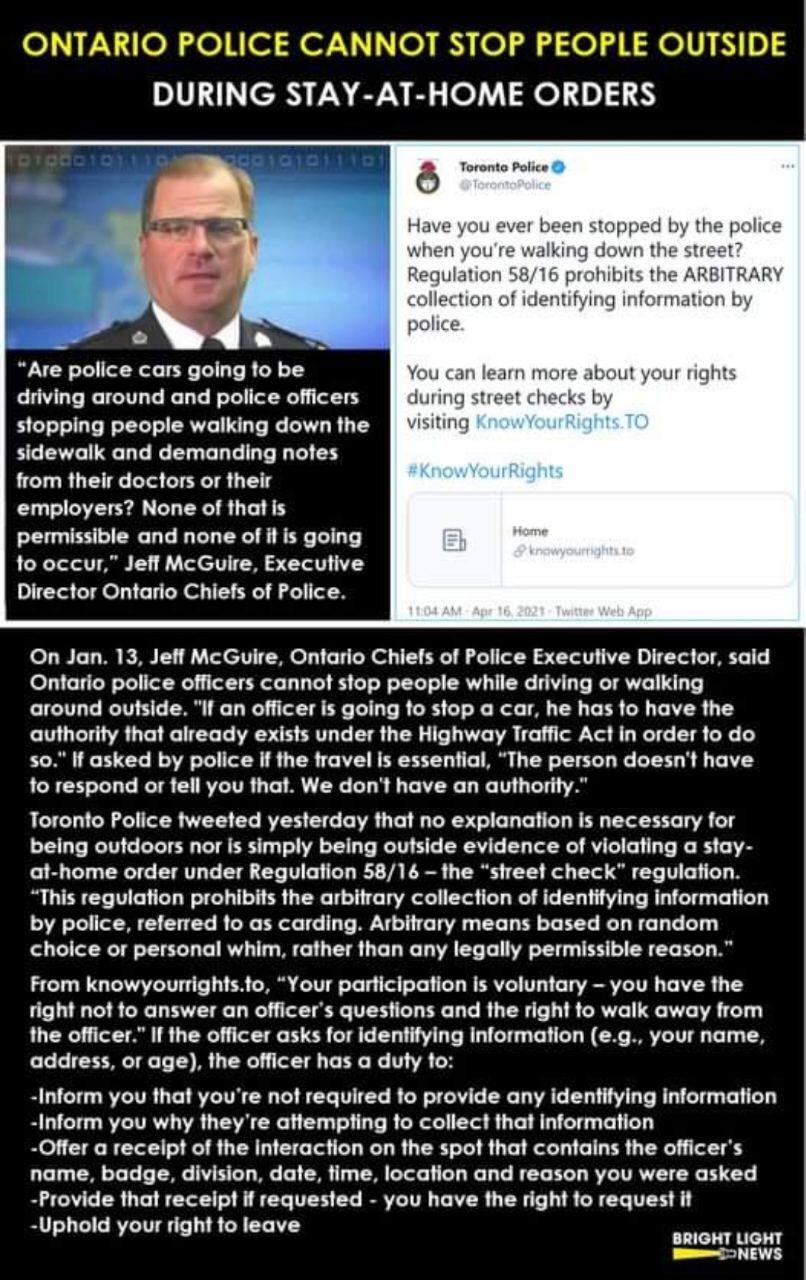 ONTARIO POLICE CANNOT STOP PEOPLE OUTSIDE
DURING STAY-AT-HOME ORDERS
"Are police cars going to be
driving around and police officers
stopping people walking down the
sidewalk and demanding notes
from their doctors or their
employers? None of that is
permissible and none of it is going
to occur," Jeff McGuire, Executive
Director Ontario Chiefs of Police.
Toronto Police
@TorontoPolice
Have you ever been stopped by the police
when you're walking down the street?
Regulation 58/16 prohibits the ARBITRARY
collection of identifying information by
police.
You can learn more about your rights
during street checks by
visiting KnowYourRights.TO
#KnowYourRights
Home
knowyourrights.to
11:04 AM · Apr 16, 2021 · Twitter Web App
On Jan. 13, Jeff McGuire, Ontario Chiefs of Police Executive Director, said
Ontario police officers cannot stop people while driving or walking
around outside. "If an officer is going to stop a car, he has to have the
authority that already exists under the Highway Traffic Act in order to do
so." If asked by police if the travel is essential, "The person doesn't have
to respond or tell you that. We don't have an authority."
Toronto Police tweeted yesterday that no explanation is necessary for
being outdoors nor is simply being outside evidence of violating a stay-
at-home order under Regulation 58/16 – the "street check" regulation.
"This regulation prohibits the arbitrary collection of identifying information
by police, referred to as carding. Arbitrary means based on random
choice or personal whim, rather than any legally permissible reason."
From knowyourrights.to, "Your participation is voluntary – you have the
right not to answer an officer's questions and the right to walk away from
the officer." If the officer asks for identifying information (e.g., your name,
address, or age), the officer has a duty to:
-Inform you that you're not required to provide any identifying information
-Inform you why they're attempting to collect that information
-Offer a receipt of the interaction on the spot that contains the officer's
name, badge, division, date, time, location and reason you were asked
-Provide that receipt if requested - you have the right to request it
-Uphold your right to leave
BRIGHT LIGHT
NEWS